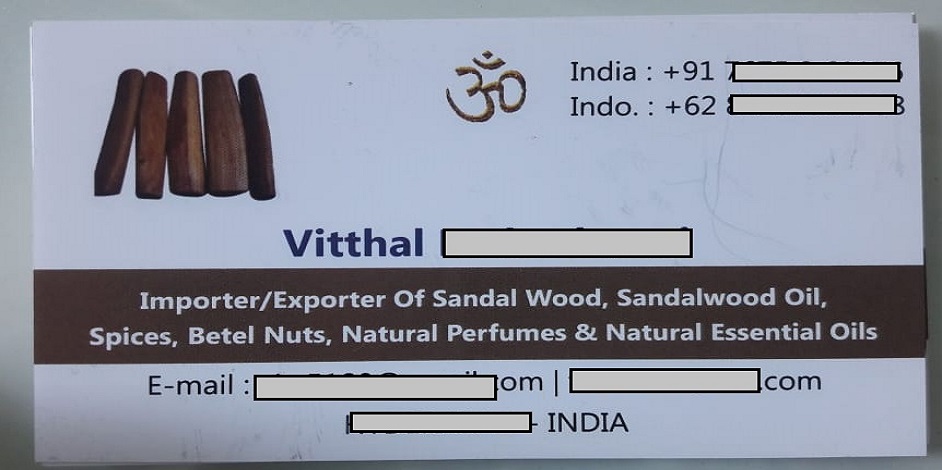 ॐ
India : +91
Indo. : +62
Vitthal
Importer/Exporter Of Sandal Wood, Sandalwood Oil,
Spices, Betel Nuts, Natural Perfumes & Natural Essential Oils
E-mail : com | .com
- INDIA